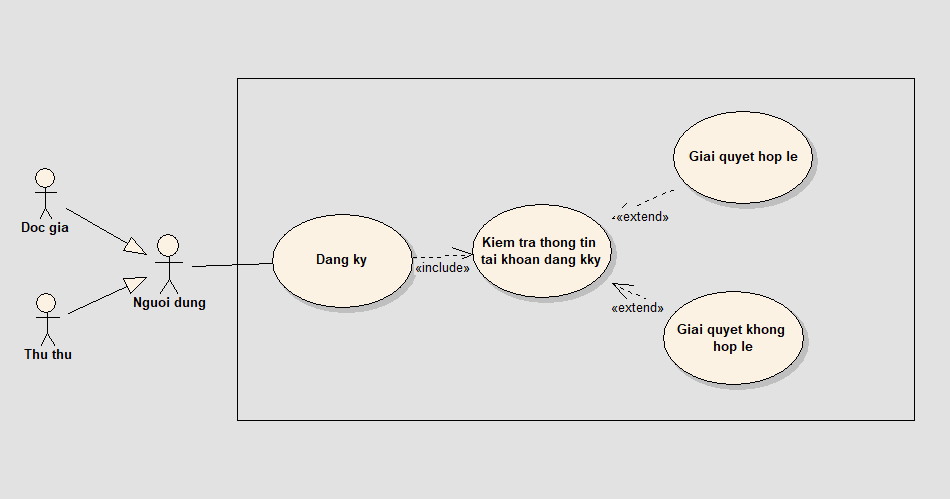 Doc gia
Thu thu
Nguoi dung
Dang ky
«include»
Kiem tra thong tin
tai khoan dang kky
«extend»
Giai quyet hop le
«extend»
Giai quyet khong
hop le